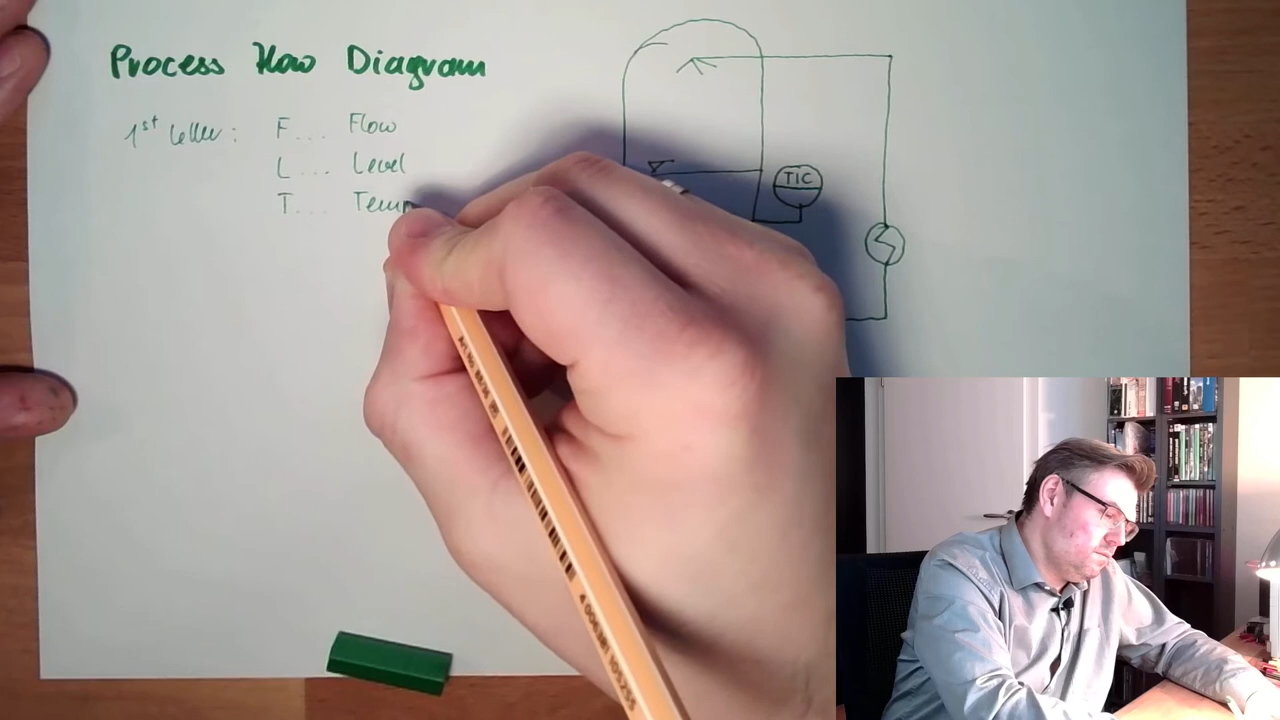 Process Flow Diagram
1st letter: F... Flow
L... Level
T... Temp
TIC